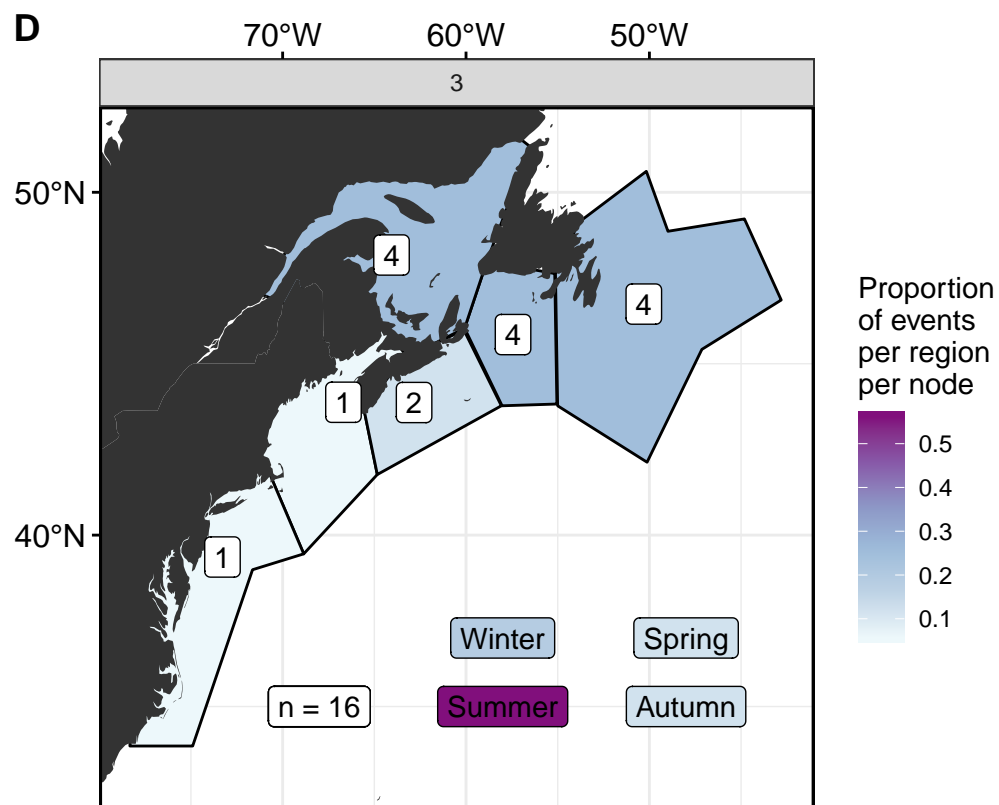 D
70°W 60°W 50°W
3
50°N
40°N
4
4
4
1
2
1
Winter
Spring
n = 16
Summer
Autumn
Proportion
of events
per region
per node
0.5
0.4
0.3
0.2
0.1